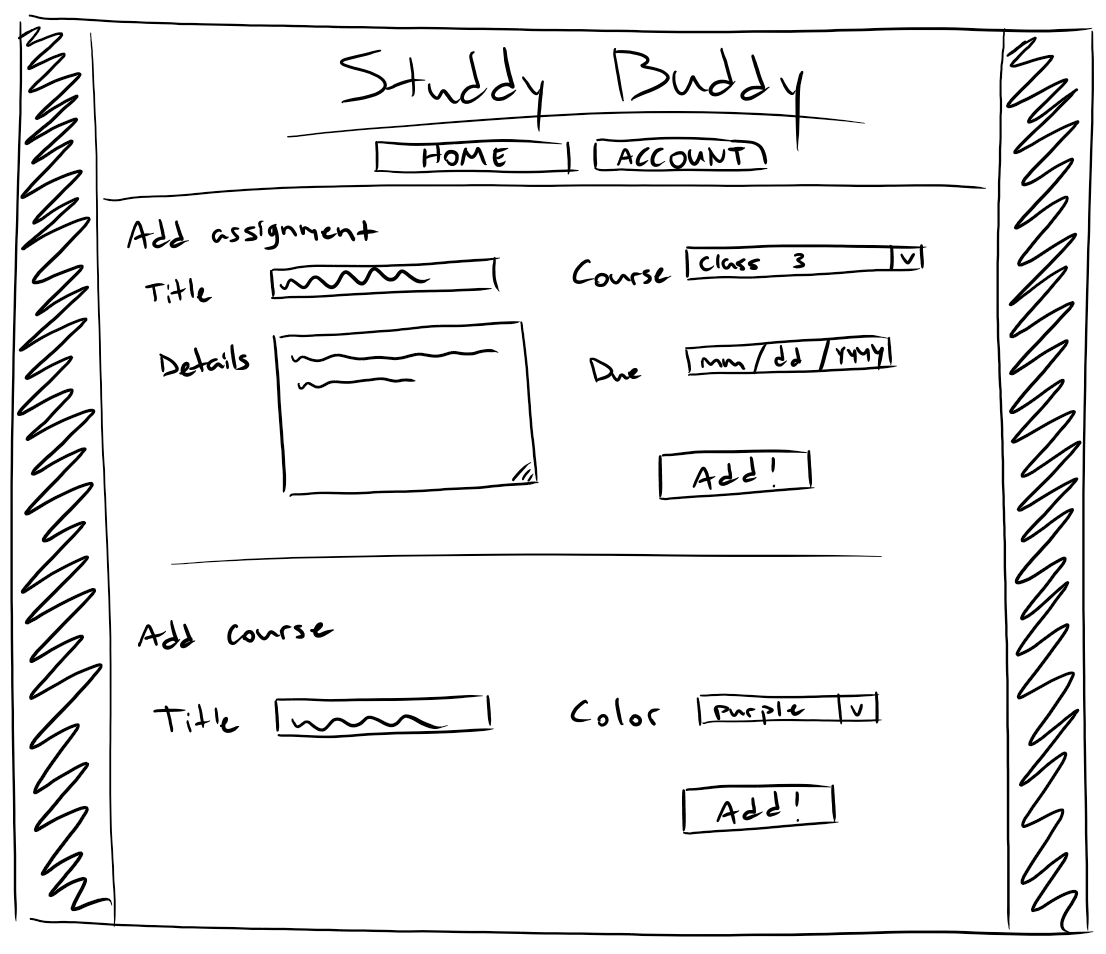 Studdy Buddy
HOME ACCOUNT
Add assignment
Title
Course class 3 v
Details
Due mm/dd/yyyy
Add!
Add course
Title
Color purple v
Add!